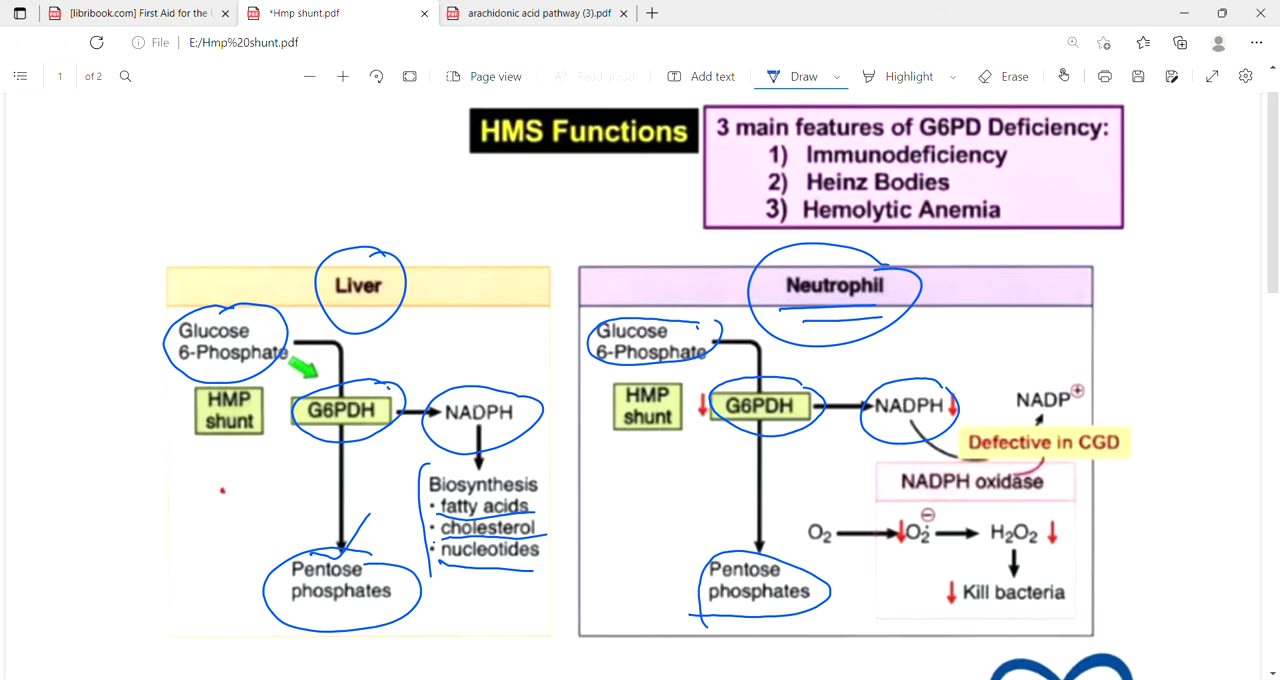 [libribook.com] First Aid for the
*Hmp shunt.pdf
arachidonic acid pathway (3).pdf
File E:/Hmp%20shunt.pdf
1 of 2
Page view
Read aloud
Add text
Draw
Highlight
Erase
HMS Functions
3 main features of G6PD Deficiency:
1) Immunodeficiency
2) Heinz Bodies
3) Hemolytic Anemia
Liver
Glucose
6-Phosphate
HMP
shunt
G6PDH
NADPH
Biosynthesis
• fatty acids
• cholesterol
• nucleotides
Pentose
phosphates
Neutrophil
Glucose
6-Phosphate
HMP
shunt
↓ G6PDH
NADPH ↓
NADP⊕
Defective in CGD
NADPH oxidase
O₂
↓O₂⊖
H₂O₂ ↓
↓ Kill bacteria
Pentose
phosphates